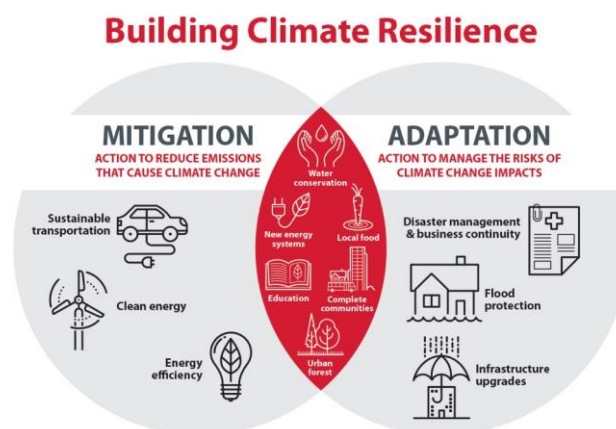 Building Climate Resilience
MITIGATION
ACTION TO REDUCE EMISSIONS
THAT CAUSE CLIMATE CHANGE
Sustainable
transportation
Clean energy
Energy
efficiency
Water
conservation
New energy
systems
Local food
Education
Complete
communities
Urban
forest
ADAPTATION
ACTION TO MANAGE THE RISKS OF
CLIMATE CHANGE IMPACTS
Disaster management
& business continuity
Flood
protection
Infrastructure
upgrades